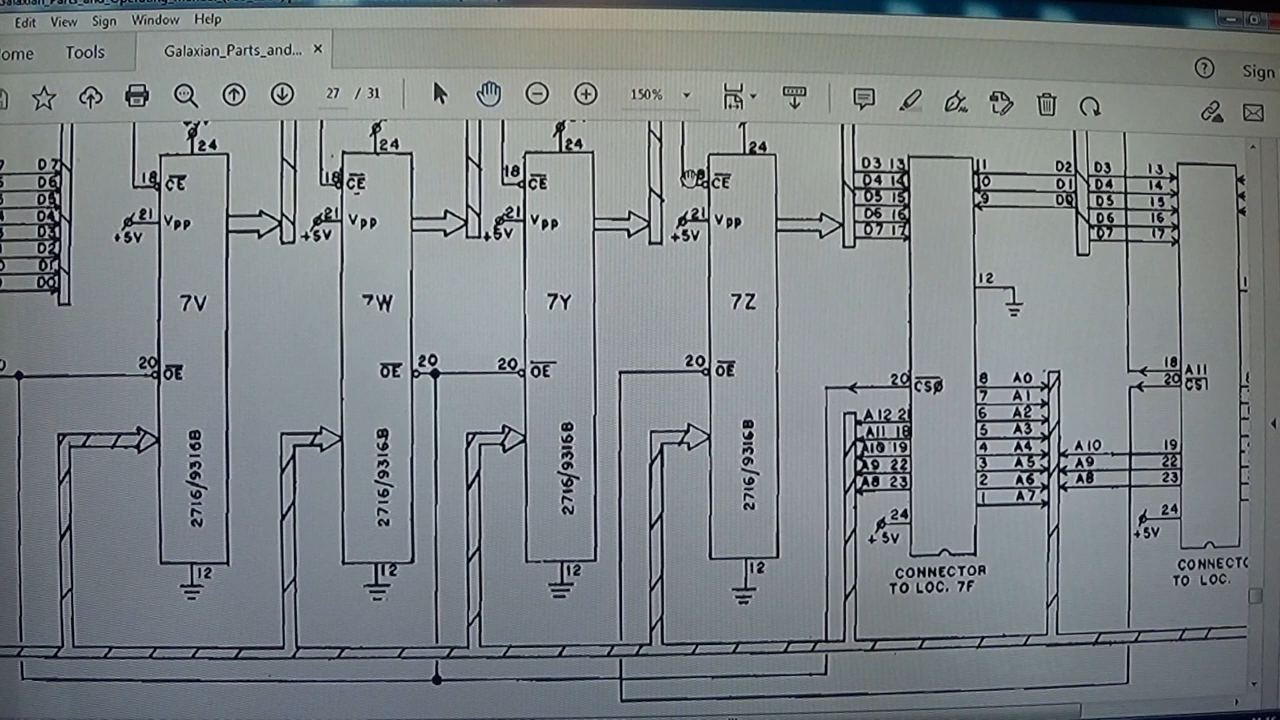 Edit View Sign Window Help
ome Tools Galaxian_Parts_and... × Sign
27 / 31 150%
D7 24 24 24 24 D3 13 11 D2 D3 13
D6 18 CE 18 CE 18 CE CE D4 14 10 D1 D4 14
D5 D5 15 9 D0 D5 15
D4 21 VPP 21 VPP 21 VPP 21 VPP D6 16 D6 16
D3 +5V +5V +5V +5V D7 17 D7 17
D2
D1
D0
12
7V 7W 7Y 7Z
20 OE OE 20 20 OE 20 OE 18 A11
20 CSØ 8 A0 20 CS1
7 A1
A12 21 6 A2
A11 18 5 A3
A10 19 4 A4 A10 19
A9 22 3 A5 A9 22
A8 23 2 A6 A8 23
1 A7
2716/9316B 2716/9316B 2716/9316B 2716/9316B
24 24
+5V +5V
12 12 12 12
CONNECTOR CONNECTO
TO LOC. 7F TO LOC.